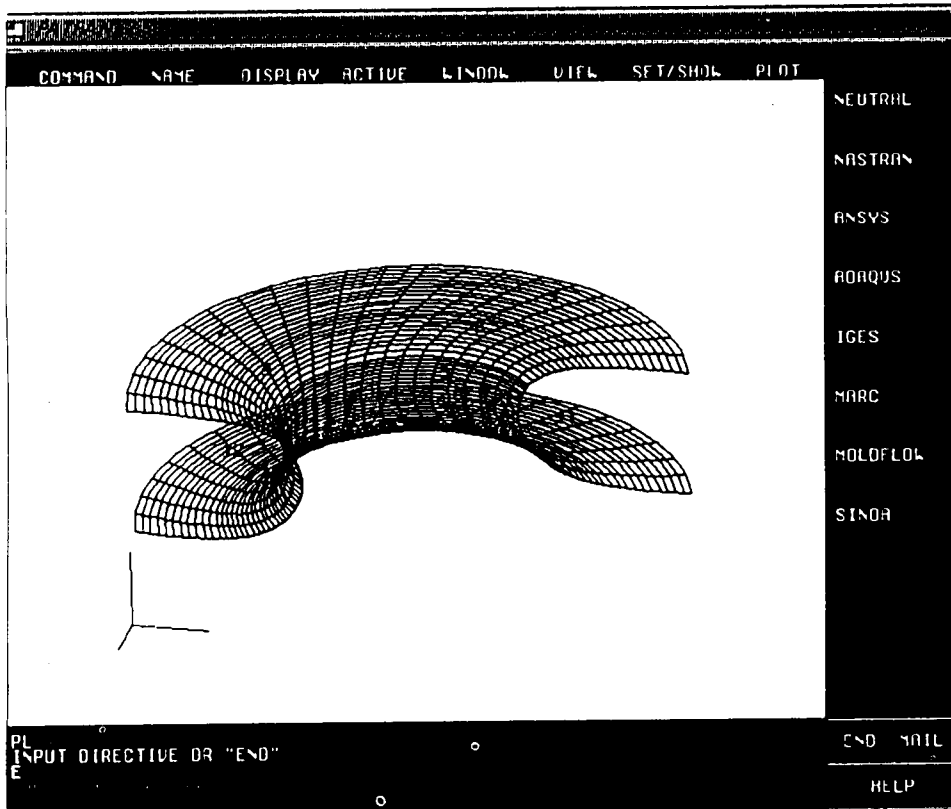 COMMAND NAME DISPLAY ACTIVE WINDOW VIEW SET/SHOW PLOT
NEUTRAL
NASTRAN
ANSYS
ABAQUS
IGES
MARC
MOLDFLOW
SINDA
PL
INPUT DIRECTIVE OR "END"
E
END MAIL
HELP